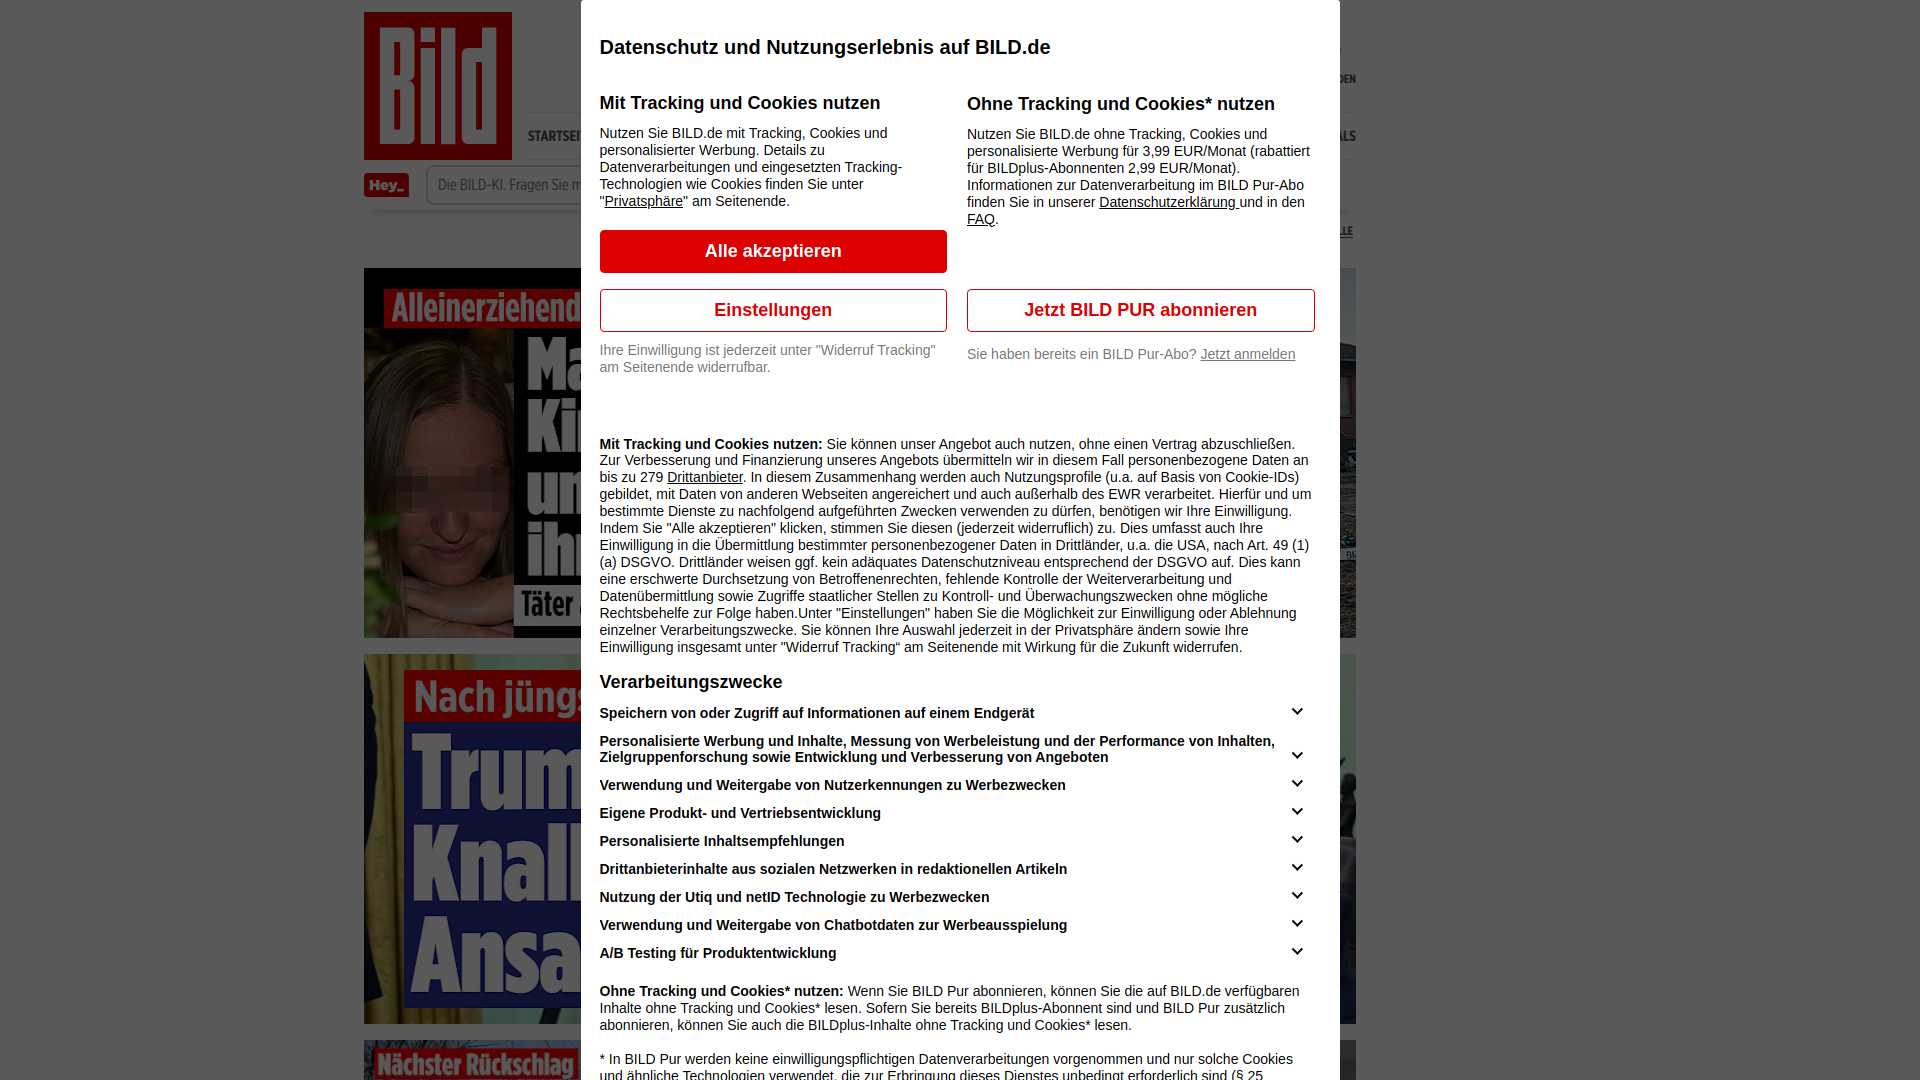 Bild
DEN
STARTSEI
ALS
Hey_
Die BILD-KI. Fragen Sie m
LLE
Alleinerziehend
Ma
Ki
un
ih
Täter
Nach jüngs
Trum
Knall
Ansa
Nächster Rückschlag
Datenschutz und Nutzungserlebnis auf BILD.de
Mit Tracking und Cookies nutzen
Nutzen Sie BILD.de mit Tracking, Cookies und
personalisierter Werbung. Details zu
Datenverarbeitungen und eingesetzten Tracking-
Technologien wie Cookies finden Sie unter
"Privatsphäre" am Seitenende.
Alle akzeptieren
Einstellungen
Ihre Einwilligung ist jederzeit unter "Widerruf Tracking"
am Seitenende widerrufbar.
Ohne Tracking und Cookies* nutzen
Nutzen Sie BILD.de ohne Tracking, Cookies und
personalisierte Werbung für 3,99 EUR/Monat (rabattiert
für BILDplus-Abonnenten 2,99 EUR/Monat).
Informationen zur Datenverarbeitung im BILD Pur-Abo
finden Sie in unserer Datenschutzerklärung und in den
FAQ.
Jetzt BILD PUR abonnieren
Sie haben bereits ein BILD Pur-Abo? Jetzt anmelden
Mit Tracking und Cookies nutzen: Sie können unser Angebot auch nutzen, ohne einen Vertrag abzuschließen.
Zur Verbesserung und Finanzierung unseres Angebots übermitteln wir in diesem Fall personenbezogene Daten an
bis zu 279 Drittanbieter. In diesem Zusammenhang werden auch Nutzungsprofile (u.a. auf Basis von Cookie-IDs)
gebildet, mit Daten von anderen Webseiten angereichert und auch außerhalb des EWR verarbeitet. Hierfür und um
bestimmte Dienste zu nachfolgend aufgeführten Zwecken verwenden zu dürfen, benötigen wir Ihre Einwilligung.
Indem Sie "Alle akzeptieren" klicken, stimmen Sie diesen (jederzeit widerruflich) zu. Dies umfasst auch Ihre
Einwilligung in die Übermittlung bestimmter personenbezogener Daten in Drittländer, u.a. die USA, nach Art. 49 (1)
(a) DSGVO. Drittländer weisen ggf. kein adäquates Datenschutzniveau entsprechend der DSGVO auf. Dies kann
eine erschwerte Durchsetzung von Betroffenenrechten, fehlende Kontrolle der Weiterverarbeitung und
Datenübermittlung sowie Zugriffe staatlicher Stellen zu Kontroll- und Überwachungszwecken ohne mögliche
Rechtsbehelfe zur Folge haben.Unter "Einstellungen" haben Sie die Möglichkeit zur Einwilligung oder Ablehnung
einzelner Verarbeitungszwecke. Sie können Ihre Auswahl jederzeit in der Privatsphäre ändern sowie Ihre
Einwilligung insgesamt unter "Widerruf Tracking“ am Seitenende mit Wirkung für die Zukunft widerrufen.
Verarbeitungszwecke
Speichern von oder Zugriff auf Informationen auf einem Endgerät
Personalisierte Werbung und Inhalte, Messung von Werbeleistung und der Performance von Inhalten,
Zielgruppenforschung sowie Entwicklung und Verbesserung von Angeboten
Verwendung und Weitergabe von Nutzerkennungen zu Werbezwecken
Eigene Produkt- und Vertriebsentwicklung
Personalisierte Inhaltsempfehlungen
Drittanbieterinhalte aus sozialen Netzwerken in redaktionellen Artikeln
Nutzung der Utiq und netID Technologie zu Werbezwecken
Verwendung und Weitergabe von Chatbotdaten zur Werbeausspielung
A/B Testing für Produktentwicklung
Ohne Tracking und Cookies* nutzen: Wenn Sie BILD Pur abonnieren, können Sie die auf BILD.de verfügbaren
Inhalte ohne Tracking und Cookies* lesen. Sofern Sie bereits BILDplus-Abonnent sind und BILD Pur zusätzlich
abonnieren, können Sie auch die BILDplus-Inhalte ohne Tracking und Cookies* lesen.
* In BILD Pur werden keine einwilligungspflichtigen Datenverarbeitungen vorgenommen und nur solche Cookies
und ähnliche Technologien verwendet, die zur Erbringung dieses Dienstes unbedingt erforderlich sind (§ 25